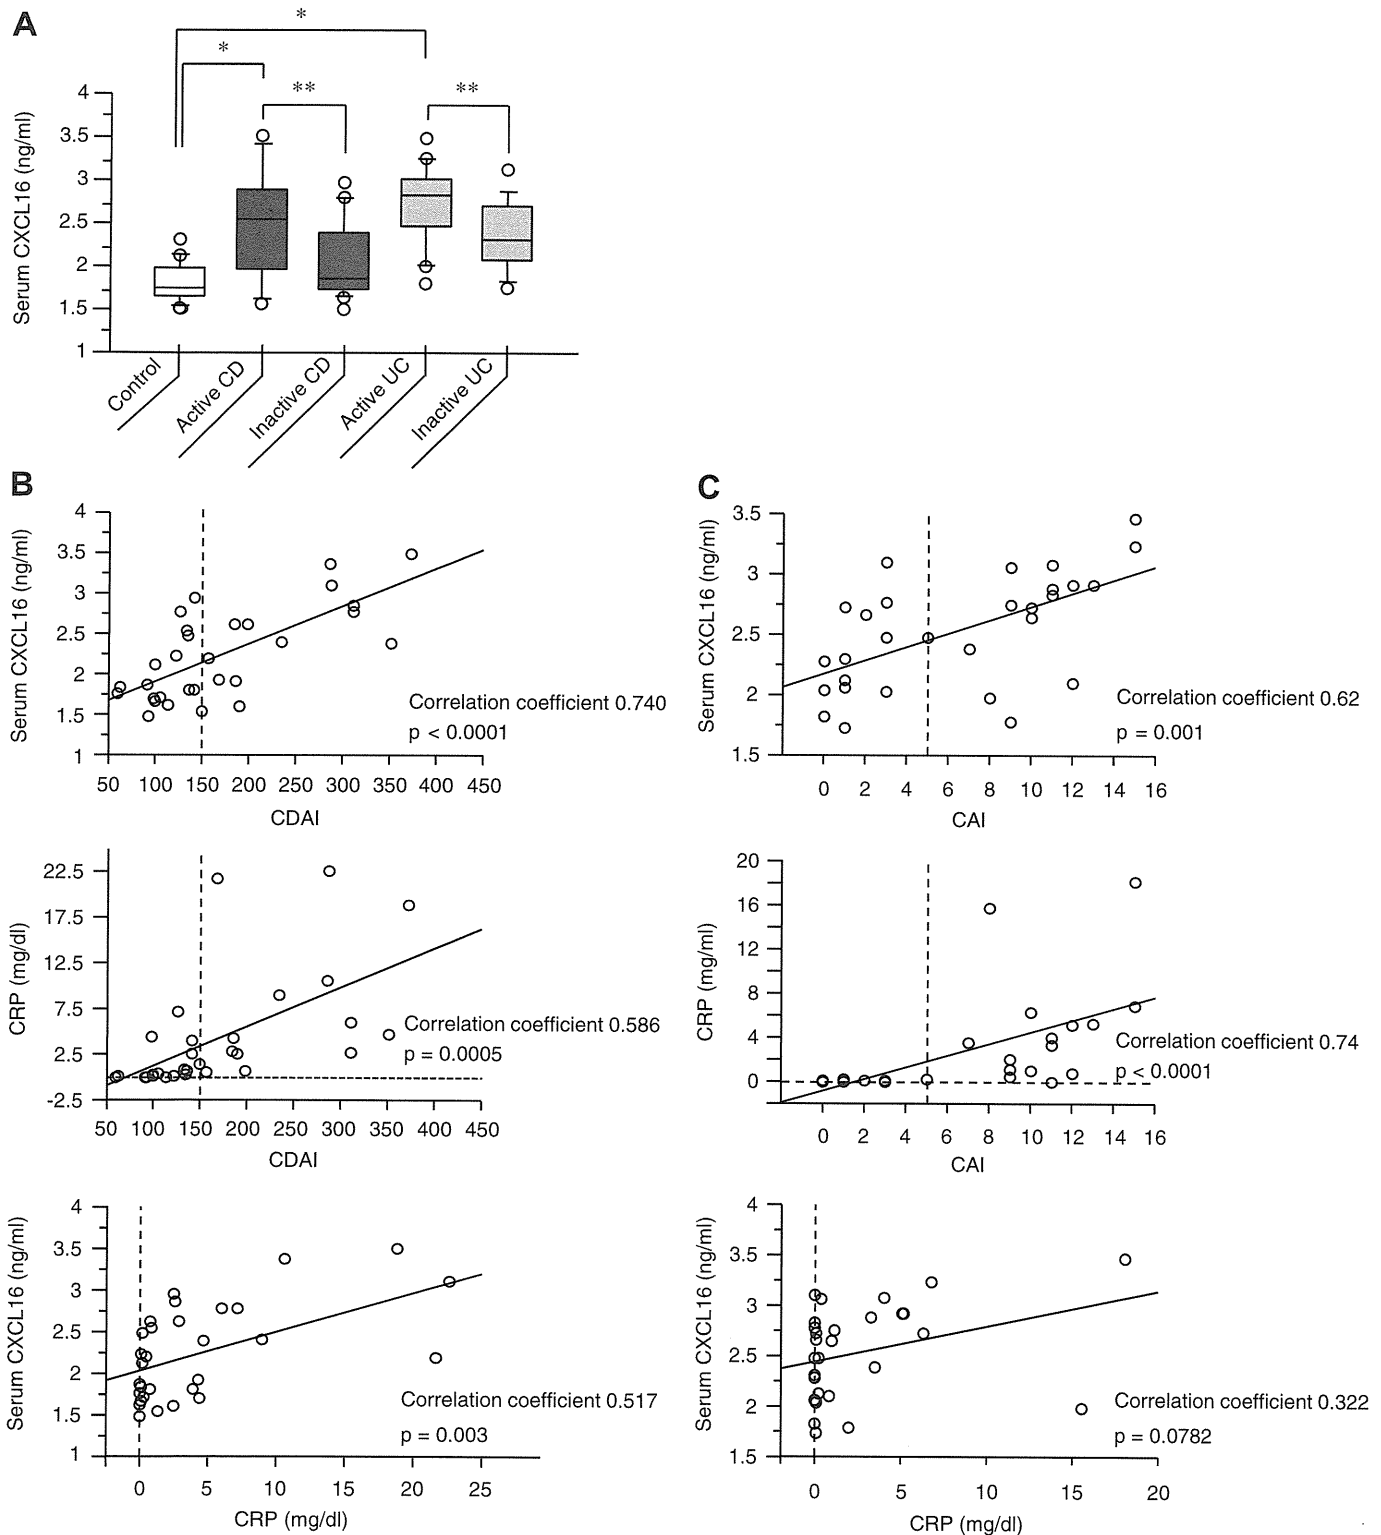 A
*
*
**
**
4
3.5
3
2.5
2
1.5
1
Serum CXCL16 (ng/ml)
Control
Active CD
Inactive CD
Active UC
Inactive UC
B
4
3.5
3
2.5
2
1.5
1
Serum CXCL16 (ng/ml)
Correlation coefficient 0.740
p < 0.0001
50 100 150 200 250 300 350 400 450
CDAI
22.5
17.5
12.5
7.5
2.5
-2.5
CRP (mg/dl)
Correlation coefficient 0.586
p = 0.0005
50 100 150 200 250 300 350 400 450
CDAI
4
3.5
3
2.5
2
1.5
1
Serum CXCL16 (ng/ml)
Correlation coefficient 0.517
p = 0.003
0 5 10 15 20 25
CRP (mg/dl)
C
3.5
3
2.5
2
1.5
Serum CXCL16 (ng/ml)
Correlation coefficient 0.62
p = 0.001
0 2 4 6 8 10 12 14 16
CAI
20
16
12
8
4
0
CRP (mg/ml)
Correlation coefficient 0.74
p < 0.0001
0 2 4 6 8 10 12 14 16
CAI
4
3.5
3
2.5
2
1.5
Serum CXCL16 (ng/ml)
Correlation coefficient 0.322
p = 0.0782
0 5 10 15 20
CRP (mg/dl)